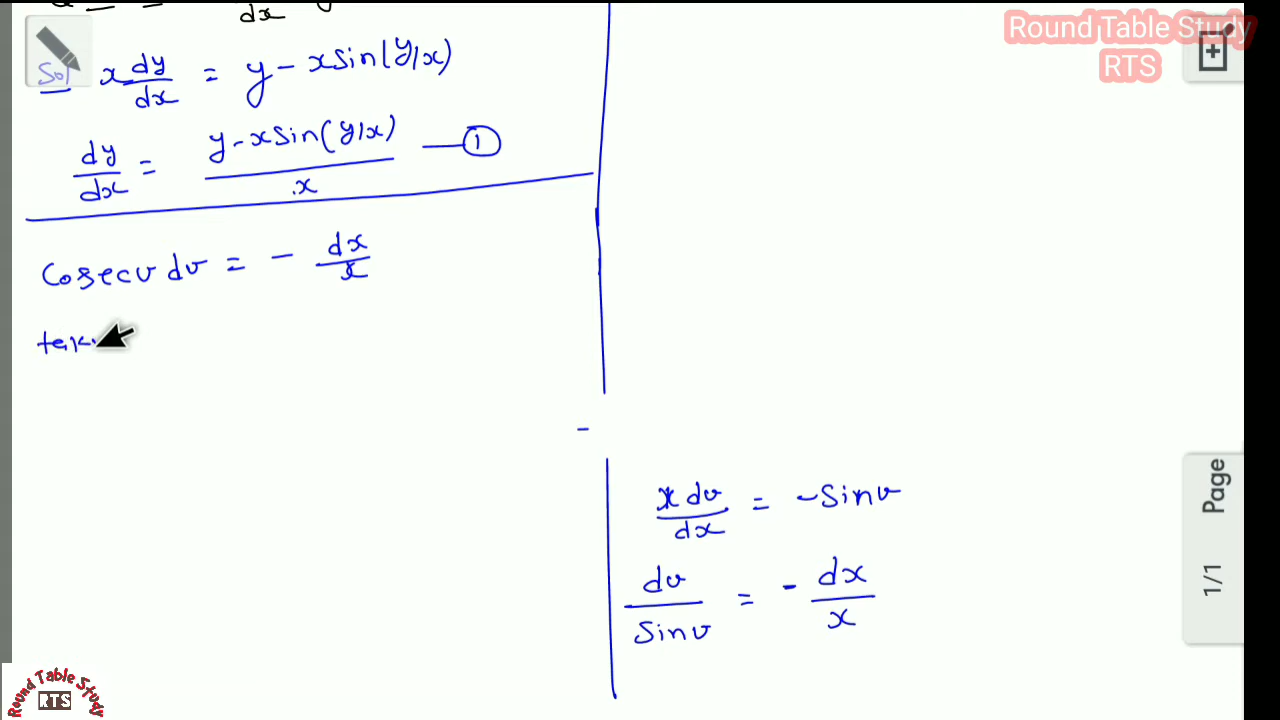 dx
Sol x dy/dx = y - x sin(y/x)
dy/dx = y - x sin(y/x) / x — ①
Cosec v dv = - dx/x
x dv/dx = - Sin v
dv/Sin v = - dx/x
Round Table Study
RTS
1/1 Page
Round Table Study
RTS